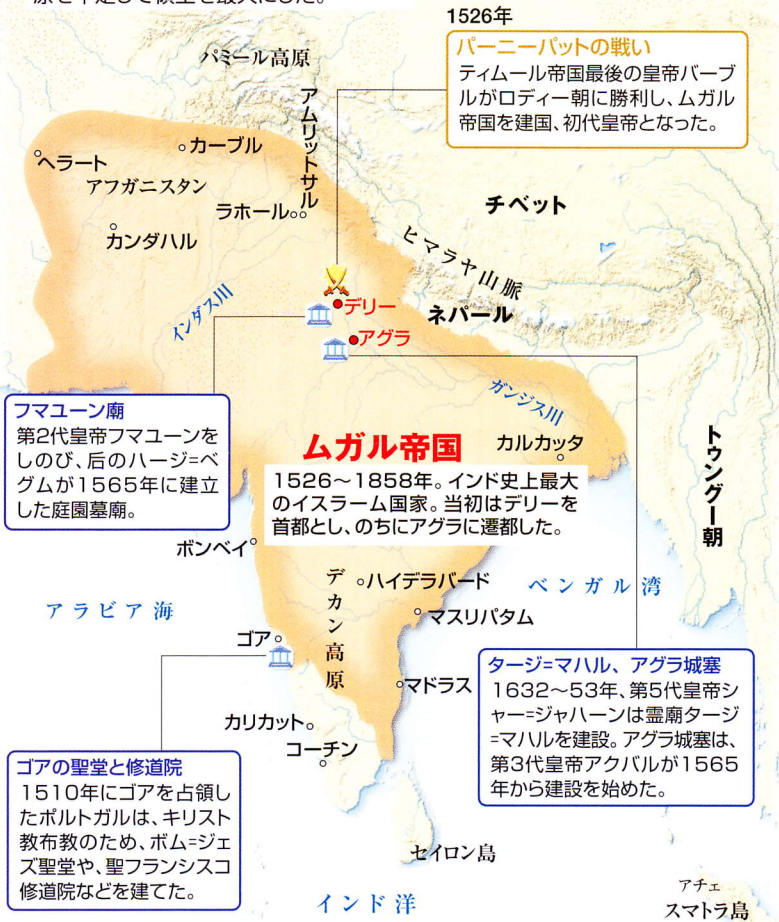 1526年
パーニーパットの戦い
ティムール帝国最後の皇帝バーブ
ルがロディー朝に勝利し、ムガル
帝国を建国、初代皇帝となった。
パミール高原
アムリットサル
カーブル
ヘラート
アフガニスタン
ラホール
カンダハル
チベット
ヒマラヤ山脈
インダス川
デリー
ネパール
アグラ
ガンジス川
フマユーン廟
第2代皇帝フマユーンを
しのび、后のハージ=ベ
グムが1565年に建立
した庭園墓廟。
ムガル帝国
1526〜1858年。インド史上最大
のイスラーム国家。当初はデリーを
首都とし、のちにアグラに遷都した。
カルカッタ
トゥングー朝
ボンベイ
デカン高原
ハイデラバード
ベンガル湾
アラビア海
マスリパタム
ゴア
マドラス
タージ=マハル、アグラ城塞
1632〜53年、第5代皇帝シ
ャー=ジャハーンは霊廟タージ
=マハルを建設。アグラ城塞は、
第3代皇帝アクバルが1565
年から建設を始めた。
カリカット
コーチン
ゴアの聖堂と修道院
1510年にゴアを占領し
たポルトガルは、キリスト
教布教のため、ボム=ジェ
ズ聖堂や、聖フランシスコ
修道院などを建てた。
セイロン島
インド洋
アチェ
スマトラ島